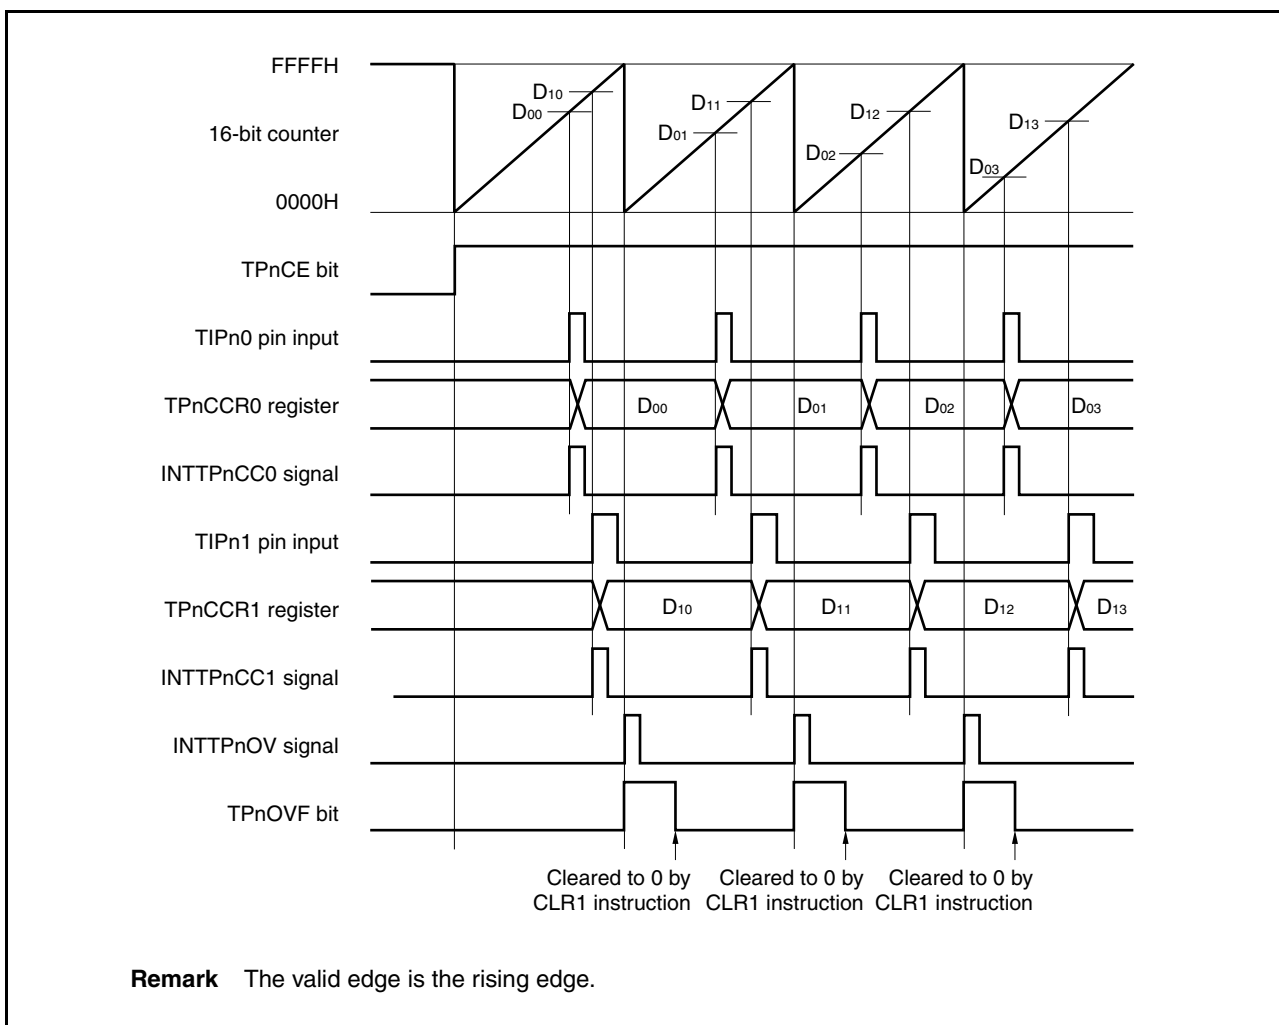 FFFFH
16-bit counter
0000H
D10
D00
D11
D01
D12
D02
D13
D03
TPnCE bit
TIPn0 pin input
TPnCCR0 register
D00
D01
D02
D03
INTTPnCC0 signal
TIPn1 pin input
TPnCCR1 register
D10
D11
D12
D13
INTTPnCC1 signal
INTTPnOV signal
TPnOVF bit
Cleared to 0 by
CLR1 instruction
Cleared to 0 by
CLR1 instruction
Cleared to 0 by
CLR1 instruction
Remark The valid edge is the rising edge.